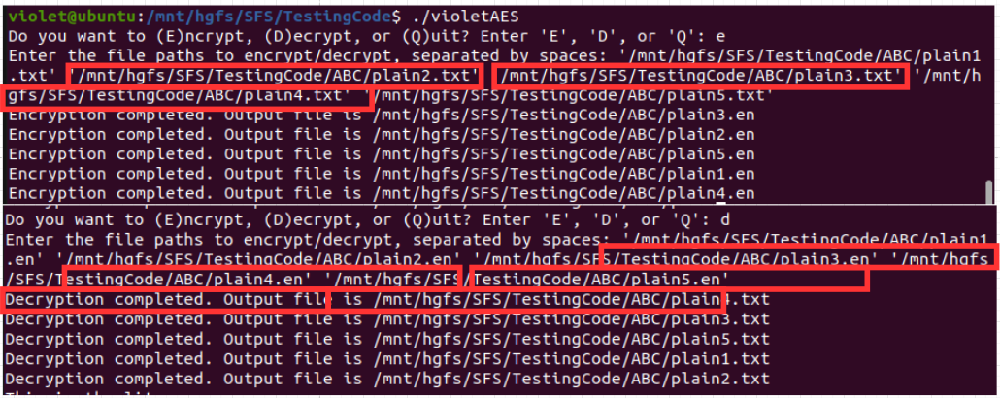 violet@ubuntu:/mnt/hgfs/SFS/TestingCode$ ./violetAES
Do you want to (E)ncrypt, (D)ecrypt, or (Q)uit? Enter 'E', 'D', or 'Q': e
Enter the file paths to encrypt/decrypt, separated by spaces: '/mnt/hgfs/SFS/TestingCode/ABC/plain1
.txt' '/mnt/hgfs/SFS/TestingCode/ABC/plain2.txt' '/mnt/hgfs/SFS/TestingCode/ABC/plain3.txt' '/mnt/h
gfs/SFS/TestingCode/ABC/plain4.txt' '/mnt/hgfs/SFS/TestingCode/ABC/plain5.txt'
Encryption completed. Output file is /mnt/hgfs/SFS/TestingCode/ABC/plain3.en
Encryption completed. Output file is /mnt/hgfs/SFS/TestingCode/ABC/plain2.en
Encryption completed. Output file is /mnt/hgfs/SFS/TestingCode/ABC/plain5.en
Encryption completed. Output file is /mnt/hgfs/SFS/TestingCode/ABC/plain1.en
Encryption completed. Output file is /mnt/hgfs/SFS/TestingCode/ABC/plain4.en
Do you want to (E)ncrypt, (D)ecrypt, or (Q)uit? Enter 'E', 'D', or 'Q': d
Enter the file paths to encrypt/decrypt, separated by spaces: '/mnt/hgfs/SFS/TestingCode/ABC/plain1
.en' '/mnt/hgfs/SFS/TestingCode/ABC/plain2.en' '/mnt/hgfs/SFS/TestingCode/ABC/plain3.en' '/mnt/hgfs
/SFS/TestingCode/ABC/plain4.en' '/mnt/hgfs/SFS/TestingCode/ABC/plain5.en'
Decryption completed. Output file is /mnt/hgfs/SFS/TestingCode/ABC/plain4.txt
Decryption completed. Output file is /mnt/hgfs/SFS/TestingCode/ABC/plain3.txt
Decryption completed. Output file is /mnt/hgfs/SFS/TestingCode/ABC/plain5.txt
Decryption completed. Output file is /mnt/hgfs/SFS/TestingCode/ABC/plain1.txt
Decryption completed. Output file is /mnt/hgfs/SFS/TestingCode/ABC/plain2.txt